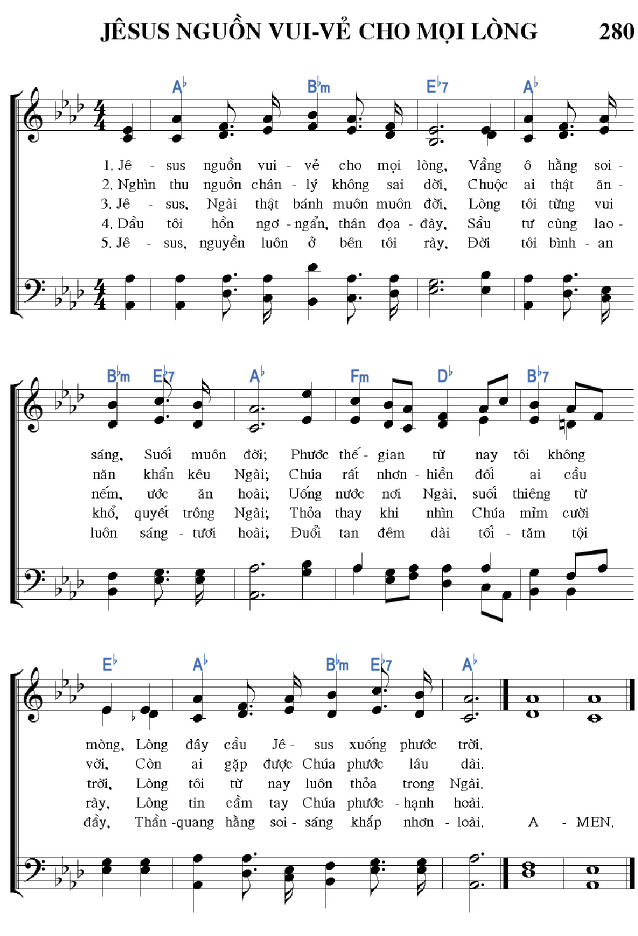 JÊSUS NGUỒN VUI-VẺ CHO MỌI LÒNG 280
A♭ B♭m E♭7 A♭
1. Jê - sus nguồn vui - vẻ cho mọi lòng, Vầng ô hằng soi -
2. Nghìn thu nguồn chán - lý không sai dời, Chuộc ai thật ăn -
3. Jê - sus, Ngài thật bánh muôn muôn đời, Lòng tôi từng vui
4. Dầu tôi hồn ngơ - ngẩn, thân đọa - đày, Sầu tư cùng lao -
5. Jê - sus, nguyền luôn ở bên tôi rày, Đời tôi bình - an
B♭m E♭7 A♭ Fm D♭ B♭7
sáng, Suối muôn đời; Phước thế - gian từ nay tôi không
năn khẩn kêu Ngài; Chúa rất nhơn - hiền đối ai cầu
nếm, ước ăn hoài; Uống nước nơi Ngài, suối thiêng từ
khổ, quyết trông Ngài; Thỏa thay khi nhìn Chúa mỉm cười
luôn sáng - tươi hoài; Đuổi tan đêm dài tối - tăm tội
E♭ A♭ B♭m E♭7 A♭
mòng, Lòng đầy cầu Jê - sus xuống phước trời.
vời, Còn ai gặp được Chúa phước lâu dài.
trời, Lòng tôi từ nay luôn thỏa trong Ngài.
rày, Lòng tin cầm tay Chúa phước - hạnh hoài.
đầy, Thần - quang hằng soi - sáng khắp nhơn - loài. A - MEN.